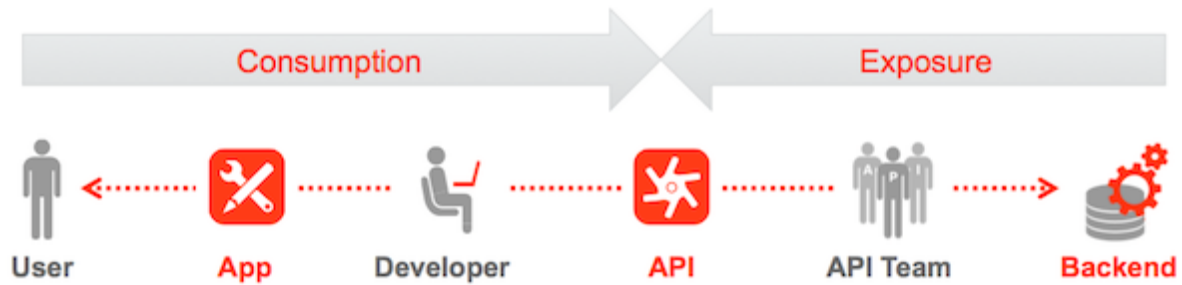 Consumption
Exposure
A P I
User
App
Developer
API
API Team
Backend